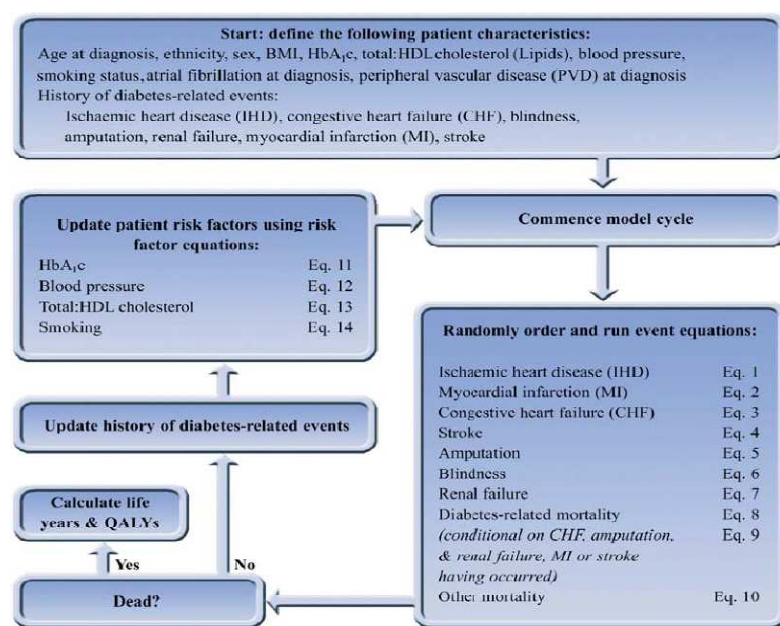 Start: define the following patient characteristics:
Age at diagnosis, ethnicity, sex, BMI, HbA₁c, total:HDL cholesterol (Lipids), blood pressure,
smoking status, atrial fibrillation at diagnosis, peripheral vascular disease (PVD) at diagnosis
History of diabetes-related events:
Ischaemic heart disease (IHD), congestive heart failure (CHF), blindness,
amputation, renal failure, myocardial infarction (MI), stroke
Commence model cycle
Randomly order and run event equations:
Ischaemic heart disease (IHD) Eq. 1
Myocardial infarction (MI) Eq. 2
Congestive heart failure (CHF) Eq. 3
Stroke Eq. 4
Amputation Eq. 5
Blindness Eq. 6
Renal failure Eq. 7
Diabetes-related mortality Eq. 8
(conditional on CHF, amputation, Eq. 9
& renal failure, MI or stroke
having occurred)
Other mortality Eq. 10
Dead?
Yes
No
Calculate life
years & QALYs
Update history of diabetes-related events
Update patient risk factors using risk
factor equations:
HbA₁c Eq. 11
Blood pressure Eq. 12
Total:HDL cholesterol Eq. 13
Smoking Eq. 14